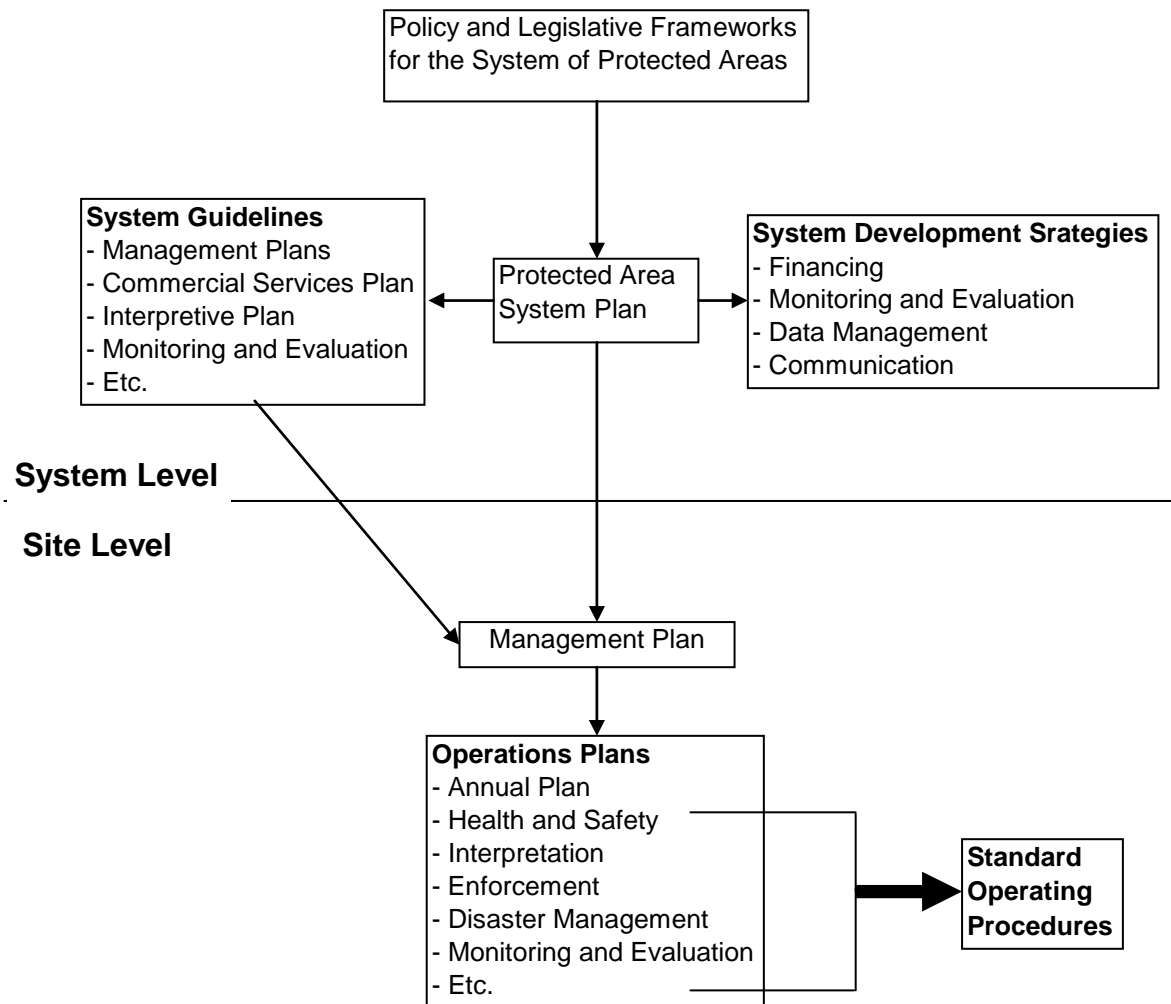 Policy and Legislative Frameworks
for the System of Protected Areas
System Guidelines
- Management Plans
- Commercial Services Plan
- Interpretive Plan
- Monitoring and Evaluation
- Etc.
Protected Area
System Plan
System Development Srategies
- Financing
- Monitoring and Evaluation
- Data Management
- Communication
System Level
Site Level
Management Plan
Operations Plans
- Annual Plan
- Health and Safety
- Interpretation
- Enforcement
- Disaster Management
- Monitoring and Evaluation
- Etc.
Standard
Operating
Procedures